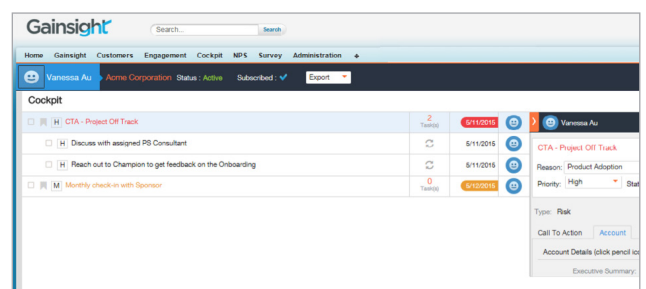 Gainsight
Search... Search
Home Gainsight Customers Engagement Cockpit NPS Survey Administration +
Vanessa Au Acme Corporation Status : Active Subscribed : Export
Cockpit
H CTA - Project Off Track 2 Task(s) 5/11/2015
Vanessa Au
H Discuss with assigned PS Consultant 5/11/2015
CTA - Project Off Track
H Reach out to Champion to get feedback on the Onboarding 5/11/2015
Reason: Product Adoption
M Monthly check-in with Sponsor 0 Task(s) 5/12/2015
Priority: High Stat
Type: Risk
Call To Action Account
Account Details (click pencil ico
Executive Summary: